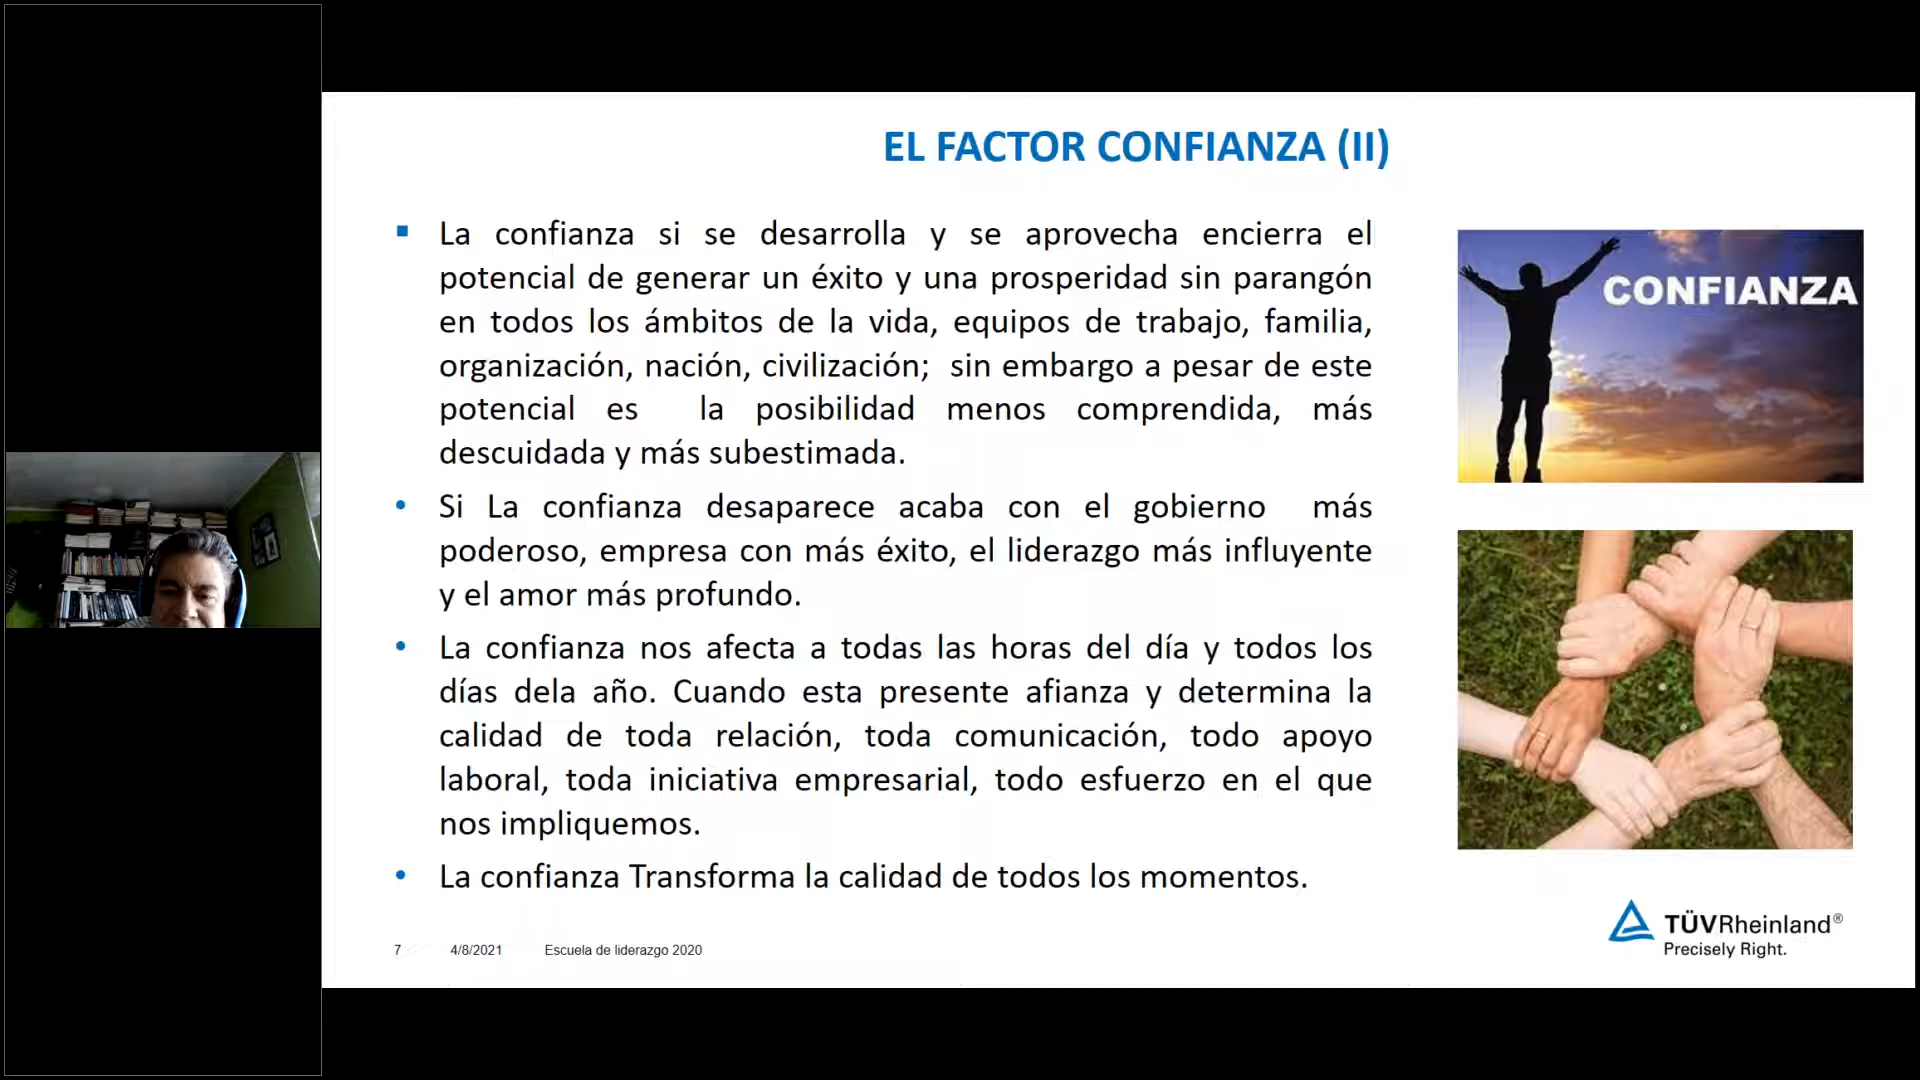 EL FACTOR CONFIANZA (II)
La confianza si se desarrolla y se aprovecha encierra el
potencial de generar un éxito y una prosperidad sin parangón
en todos los ámbitos de la vida, equipos de trabajo, familia,
organización, nación, civilización; sin embargo a pesar de este
potencial es la posibilidad menos comprendida, más
descuidada y más subestimada.
Si La confianza desaparece acaba con el gobierno más
poderoso, empresa con más éxito, el liderazgo más influyente
y el amor más profundo.
La confianza nos afecta a todas las horas del día y todos los
días dela año. Cuando esta presente afianza y determina la
calidad de toda relación, toda comunicación, todo apoyo
laboral, toda iniciativa empresarial, todo esfuerzo en el que
nos impliquemos.
La confianza Transforma la calidad de todos los momentos.
CONFIANZA
7 4/8/2021 Escuela de liderazgo 2020
TÜVRheinland®
Precisely Right.